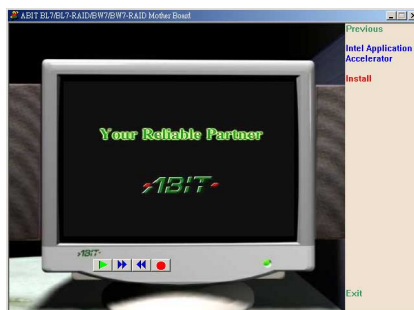 ABIT BL7/BL7-RAID/BW7/BW7-RAID Mother Board
Previous
Intel Application
Accelerator
Install
Your Reliable Partner
ABIT
ABIT
Exit